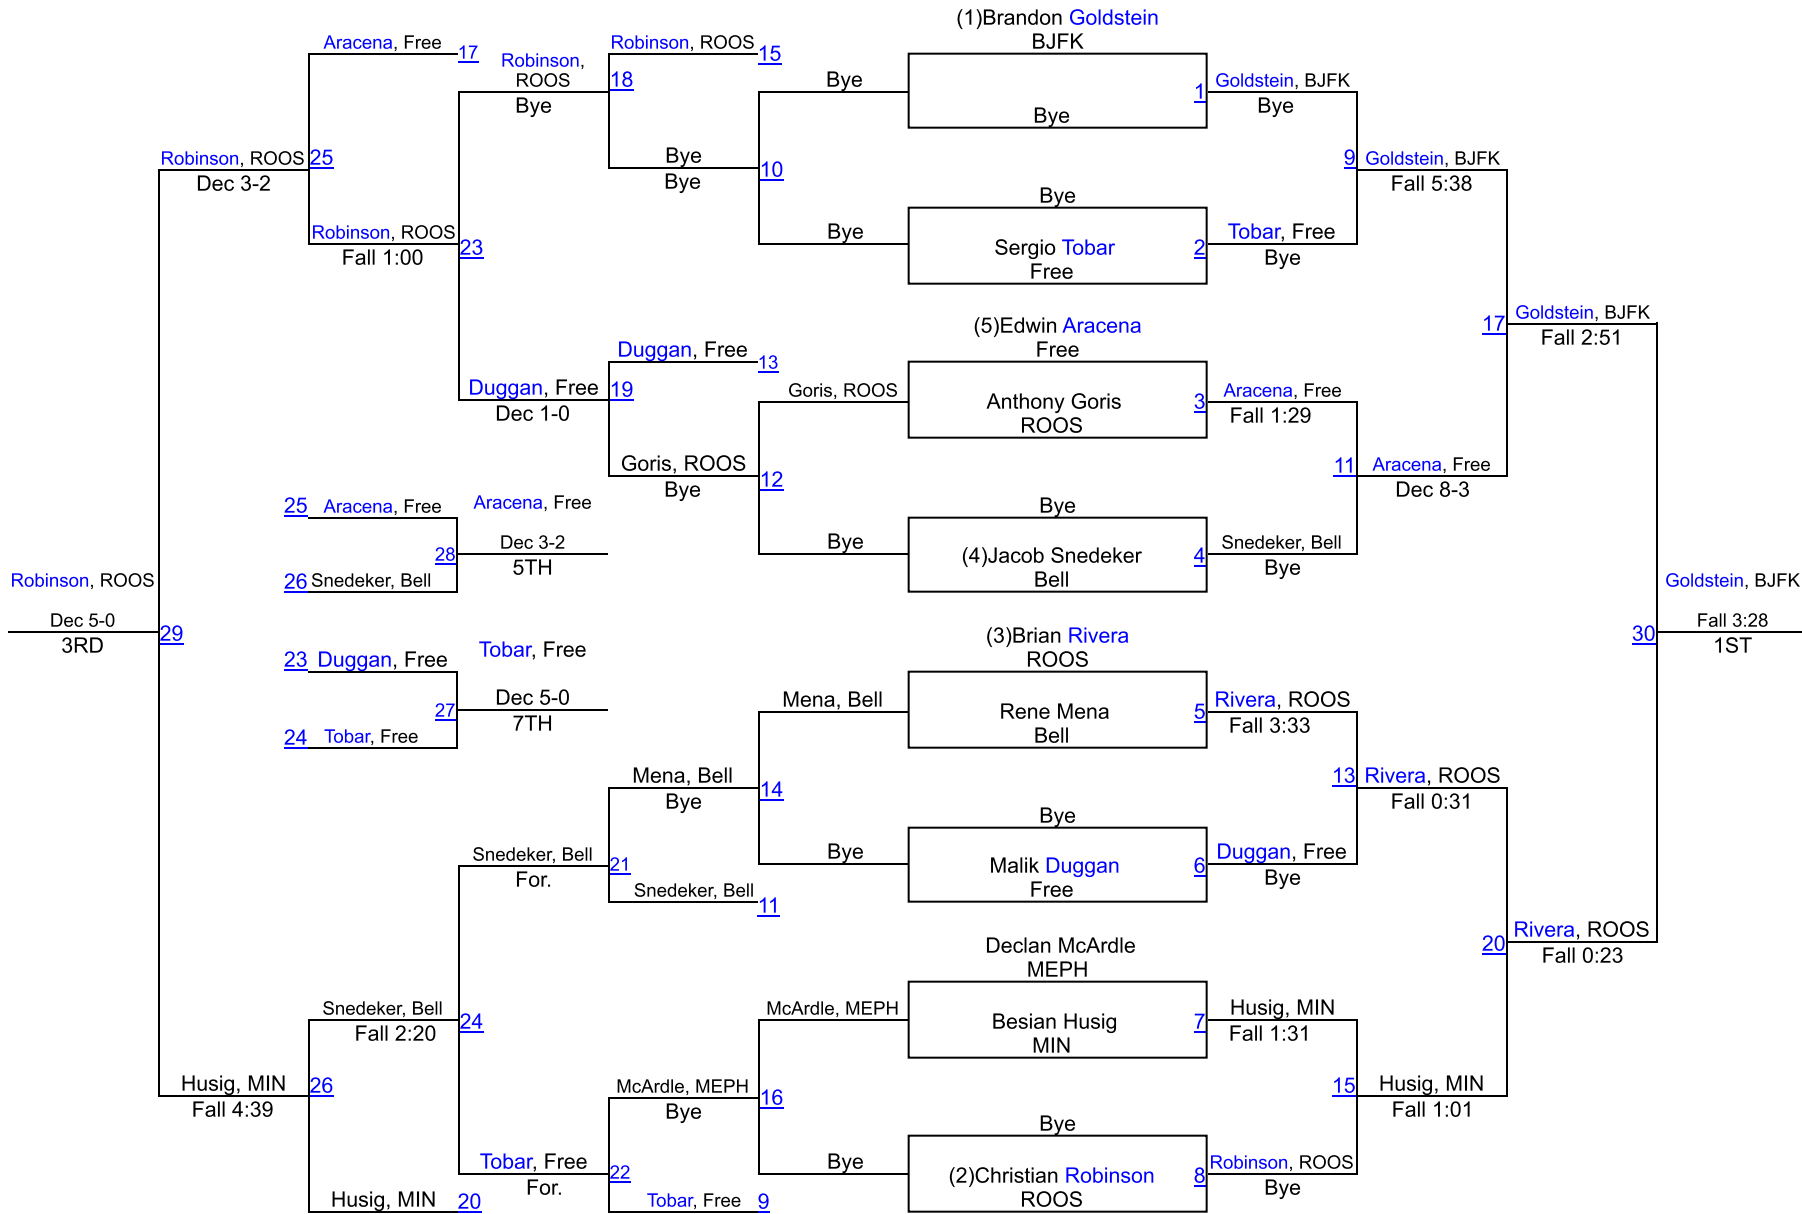 (1)Brandon Goldstein
BJFK
Bye
Bye
Sergio Tobar
Free
(5)Edwin Aracena
Free
Anthony Goris
ROOS
Bye
(4)Jacob Snedeker
Bell
(3)Brian Rivera
ROOS
Rene Mena
Bell
Bye
Malik Duggan
Free
Declan McArdle
MEPH
Besian Husig
MIN
Bye
(2)Christian Robinson
ROOS
1
Goldstein, BJFK
Bye
2
Tobar, Free
Bye
3
Aracena, Free
Fall 1:29
4
Snedeker, Bell
Bye
5
Rivera, ROOS
Fall 3:33
6
Duggan, Free
Bye
7
Husig, MIN
Fall 1:31
8
Robinson, ROOS
Bye
9
Goldstein, BJFK
Fall 5:38
11
Aracena, Free
Dec 8-3
13
Rivera, ROOS
Fall 0:31
15
Husig, MIN
Fall 1:01
17
Goldstein, BJFK
Fall 2:51
20
Rivera, ROOS
Fall 0:23
30
Goldstein, BJFK
Fall 3:28
1ST
Bye
Bye
Goris, ROOS
Bye
Mena, Bell
Bye
McArdle, MEPH
Bye
Robinson, ROOS
15
Bye
Bye
10
Duggan, Free
13
Goris, ROOS
Bye
12
Mena, Bell
Bye
14
Snedeker, Bell
11
McArdle, MEPH
Bye
16
Tobar, Free
9
Robinson,
ROOS
Bye
18
Duggan, Free
Dec 1-0
19
Snedeker, Bell
For.
21
Tobar, Free
For.
22
Aracena, Free
17
Robinson, ROOS
Fall 1:00
23
Snedeker, Bell
Fall 2:20
24
Husig, MIN
20
Robinson, ROOS
Dec 3-2
25
Husig, MIN
Fall 4:39
26
25
Aracena, Free
26
Snedeker, Bell
28
Aracena, Free
Dec 3-2
5TH
23
Duggan, Free
24
Tobar, Free
27
Tobar, Free
Dec 5-0
7TH
Robinson, ROOS
Dec 5-0
3RD
29